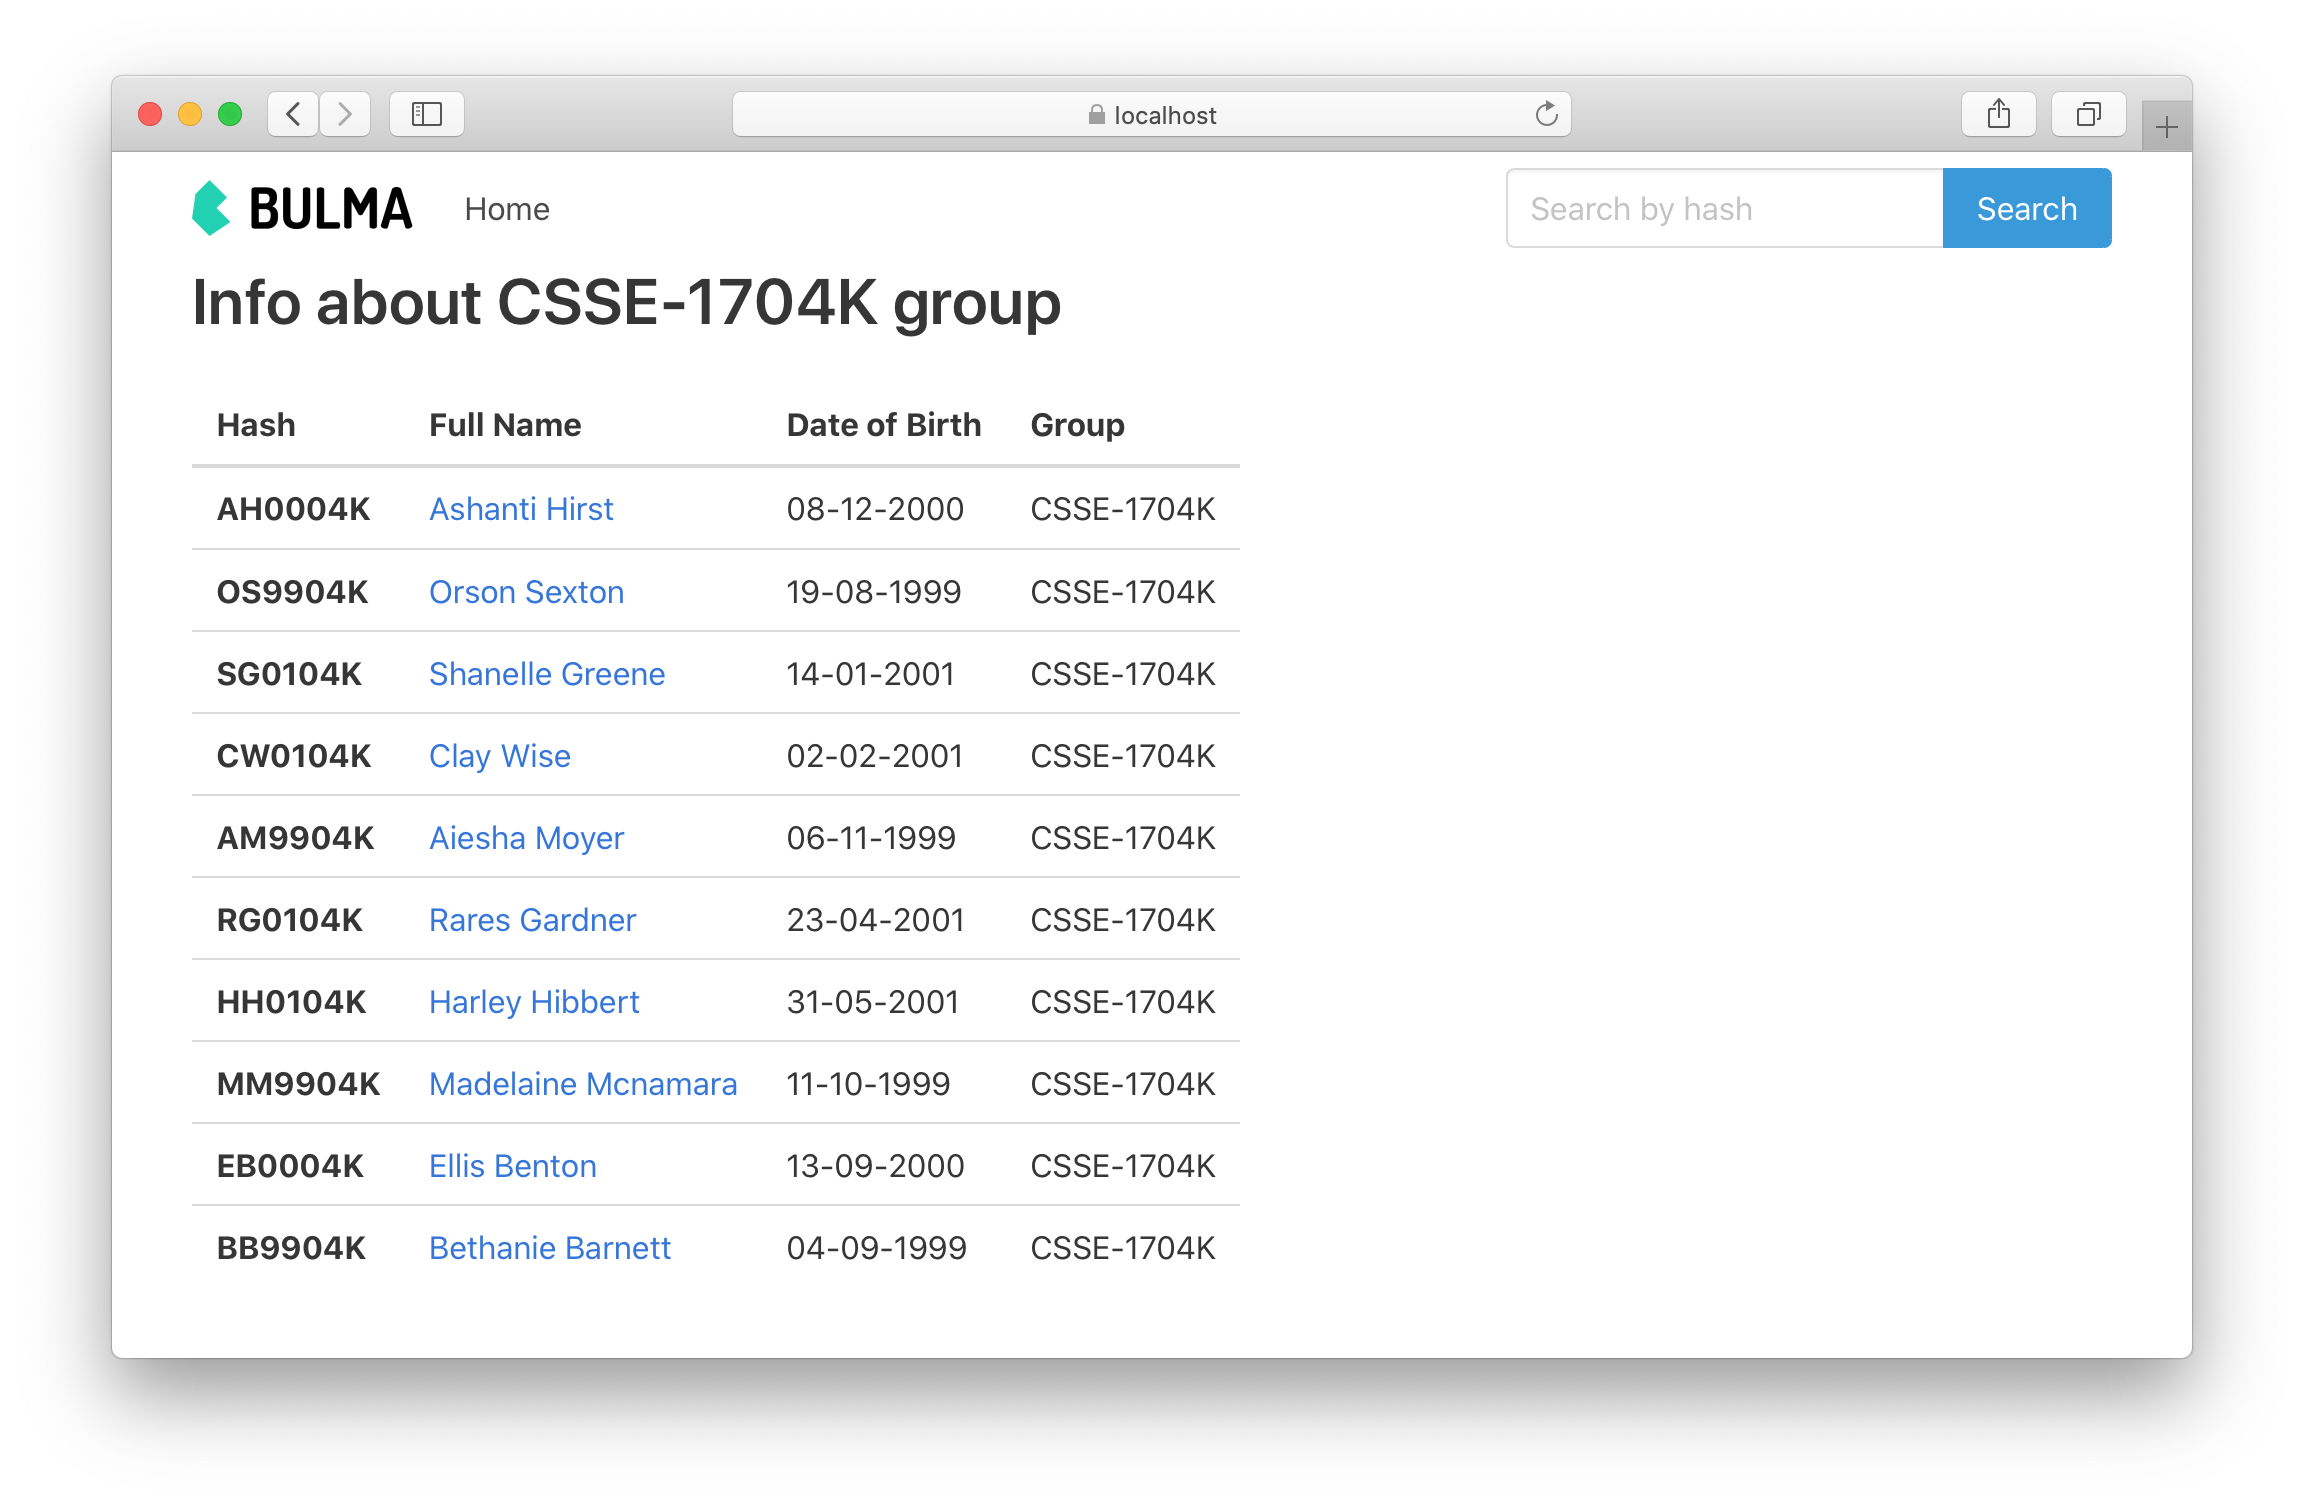 localhost
BULMA Home Search by hash Search
Info about CSSE-1704K group
Hash Full Name Date of Birth Group
AH0004K Ashanti Hirst 08-12-2000 CSSE-1704K
OS9904K Orson Sexton 19-08-1999 CSSE-1704K
SG0104K Shanelle Greene 14-01-2001 CSSE-1704K
CW0104K Clay Wise 02-02-2001 CSSE-1704K
AM9904K Aiesha Moyer 06-11-1999 CSSE-1704K
RG0104K Rares Gardner 23-04-2001 CSSE-1704K
HH0104K Harley Hibbert 31-05-2001 CSSE-1704K
MM9904K Madelaine Mcnamara 11-10-1999 CSSE-1704K
EB0004K Ellis Benton 13-09-2000 CSSE-1704K
BB9904K Bethanie Barnett 04-09-1999 CSSE-1704K